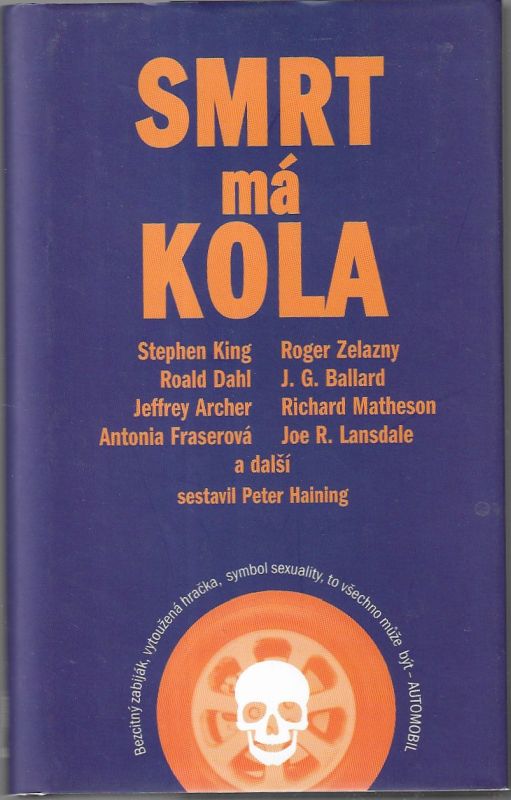 SMRT
má
KOLA
Stephen King Roger Zelazny
Roald Dahl J. G. Ballard
Jeffrey Archer Richard Matheson
Antonia Fraserová Joe R. Lansdale
a další
sestavil Peter Haining
Bezcitný zabiják, vytoužená hračka, symbol sexuality, to všechno může být – AUTOMOBIL